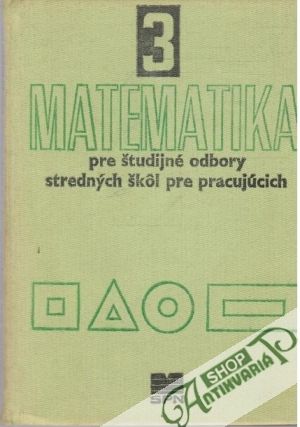 3
MATEMATIKA
pre študijné odbory
stredných škôl pre pracujúcich
SPN
SHOP
ANTIKVARIÁT